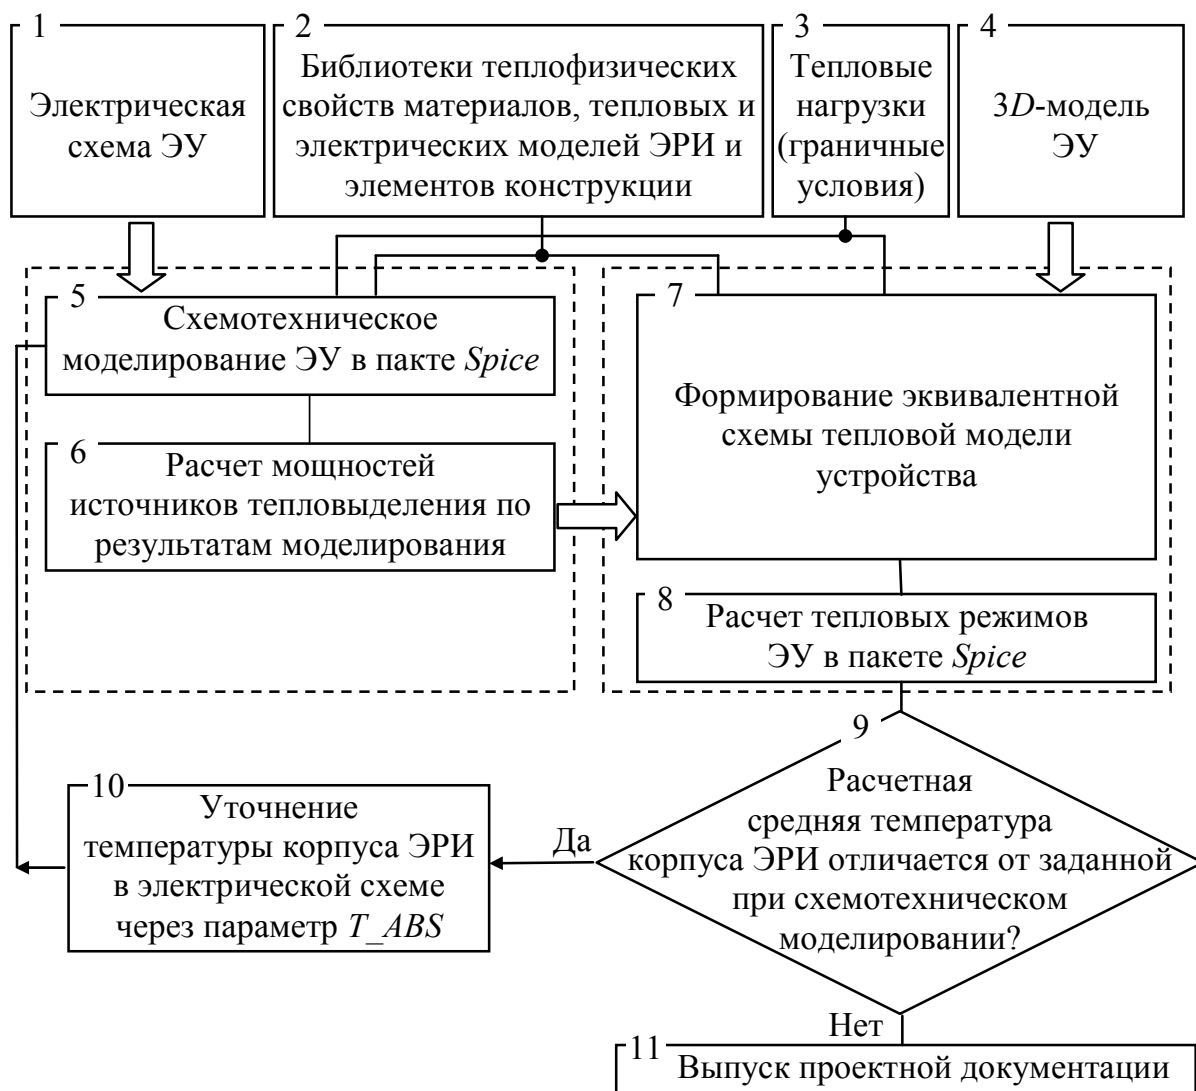 1
Электрическая
схема ЭУ
2
Библиотеки теплофизических
свойств материалов, тепловых и
электрических моделей ЭРИ и
элементов конструкции
3
Тепловые
нагрузки
(граничные
условия)
4
3D-модель
ЭУ
5
Схемотехническое
моделирование ЭУ в пакте Spice
6
Расчет мощностей
источников тепловыделения по
результатам моделирования
7
Формирование эквивалентной
схемы тепловой модели
устройства
8
Расчет тепловых режимов
ЭУ в пакете Spice
9
Расчетная
средняя температура
корпуса ЭРИ отличается от заданной
при схемотехническом
моделировании?
Да
10
Уточнение
температуры корпуса ЭРИ
в электрической схеме
через параметр T_ABS
Нет
11
Выпуск проектной документации